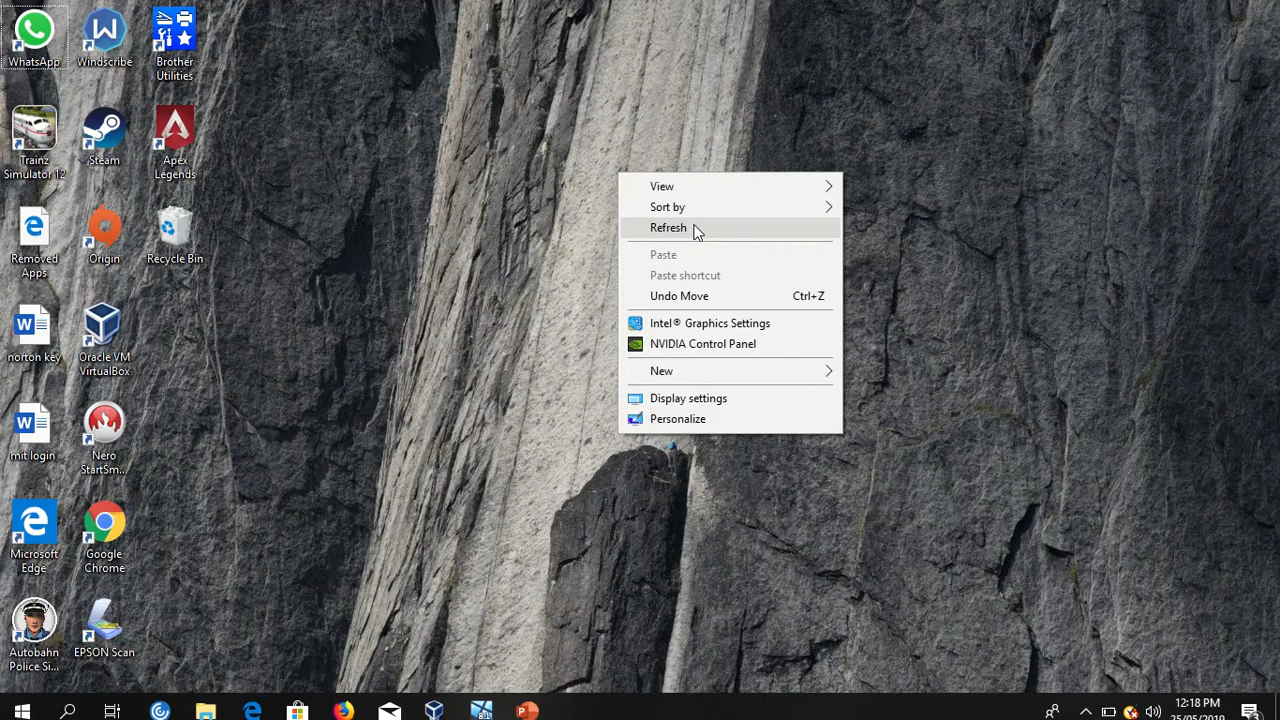 WhatsApp
Windscribe
Brother
Utilities
Trainz
Simulator 12
Steam
Apex
Legends
Removed
Apps
Origin
Recycle Bin
norton key
Oracle VM
VirtualBox
mit login
Nero
StartSm...
Microsoft
Edge
Google
Chrome
Autobahn
Police Si...
EPSON Scan
View
Sort by
Refresh
Paste
Paste shortcut
Undo Move Ctrl+Z
Intel® Graphics Settings
NVIDIA Control Panel
New
Display settings
Personalize
12:18 PM
25/05/2019